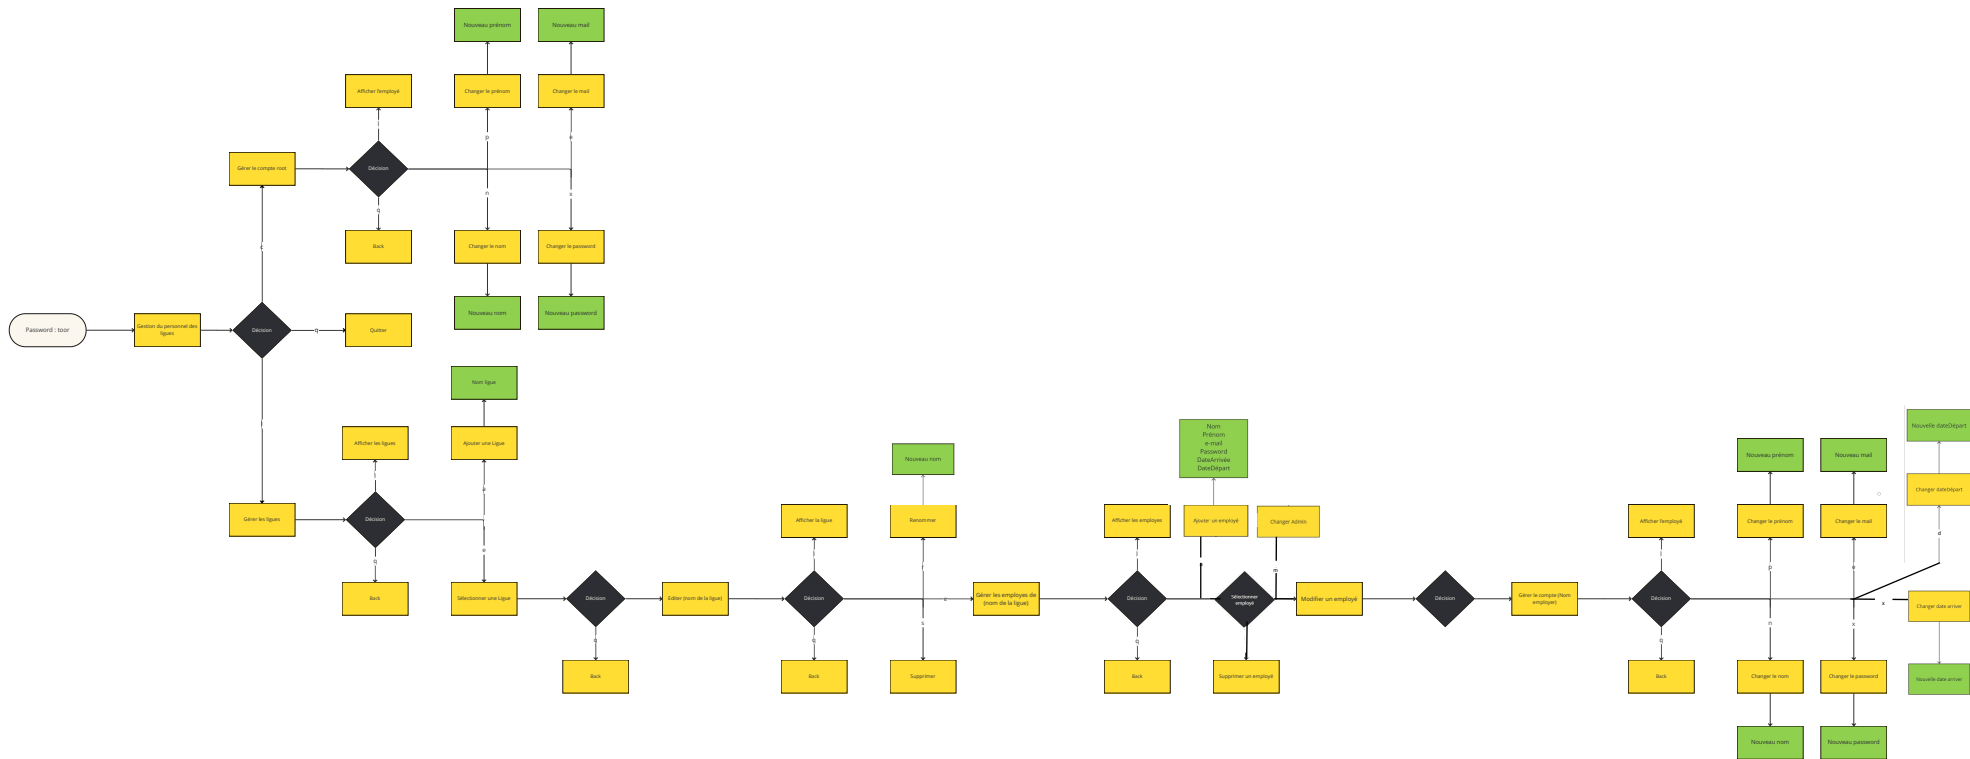 Nouveau prénom
Nouveau mail
Afficher l'employé
Changer le prénom
Changer le mail
l
p
e
Gérer le compte root
Décision
n
x
q
Back
Changer le nom
Changer le password
c
Nouveau nom
Nouveau password
Password : toor
Gestion du personnel des
ligues
Décision
q
Quitter
l
Nom ligue
Afficher les ligues
Ajouter une Ligue
l
a
Gérer les ligues
Décision
e
q
Back
Sélectionner une Ligue
Décision
q
Back
Editer (nom de la ligue)
Nouveau nom
Afficher la ligue
Renommer
l
r
Décision
e
s
q
Back
Supprimer
Gérer les employes de
(nom de la ligue)
Nom
Prénom
e-mail
Password
DateArrivée
DateDépart
Afficher les employes
Ajouter un employé
Changer Admin
l
m
Décision
Sélectionner
employé
Modifier un employé
q
Back
Supprimer un employé
Décision
Gérer le compte (Nom
employer)
Nouveau prénom
Nouveau mail
Nouvelle dateDépart
Changer dateDépart
Afficher l'employé
Changer le prénom
Changer le mail
d
l
p
e
Décision
Changer date arriver
n
x
q
Back
Changer le nom
Changer le password
Nouvelle date arriver
Nouveau nom
Nouveau password